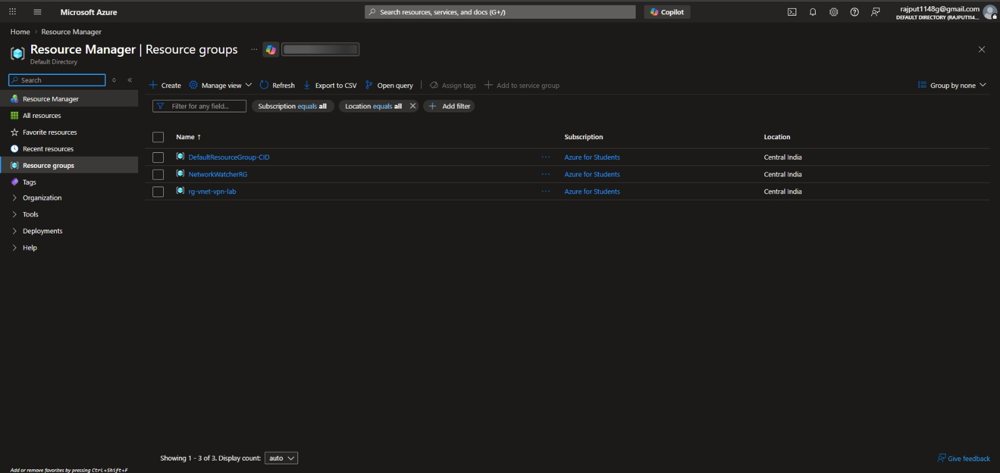 Microsoft Azure
Search resources, services, and docs (G+/)
Copilot
rajput1148g@gmail.com
DEFAULT DIRECTORY (RAJPUT114...
Home > Resource Manager
Resource Manager | Resource groups ...
Default Directory
Search
Resource Manager
All resources
Favorite resources
Recent resources
Resource groups
Tags
Organization
Tools
Deployments
Help
Create Manage view Refresh Export to CSV Open query | Assign tags Add to service group Group by none
Filter for any field... Subscription equals all Location equals all Add filter
Name ↑ Subscription Location
DefaultResourceGroup-CID ... Azure for Students Central India
NetworkWatcherRG ... Azure for Students Central India
rg-vnet-vpn-lab ... Azure for Students Central India
Showing 1 - 3 of 3. Display count: auto
Give feedback
Add or remove favorites by pressing Ctrl+Shift+F